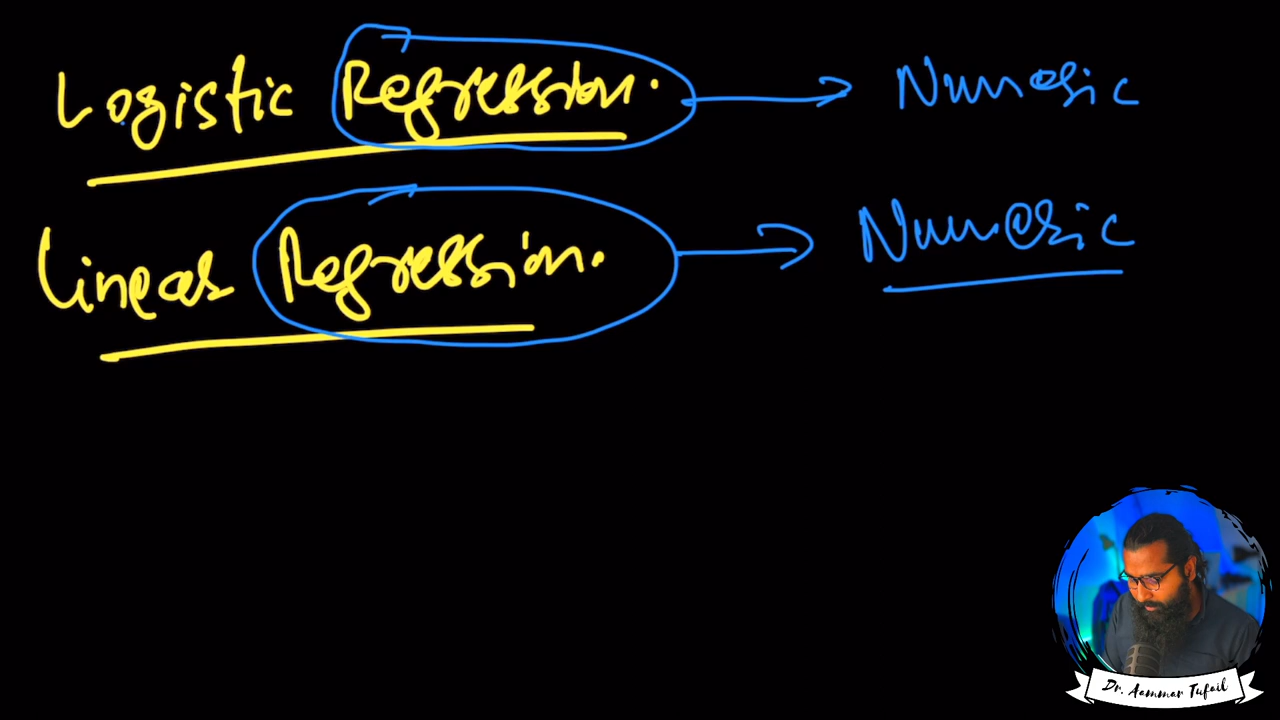 Logistic Regression. → Numeric
Linear Regression. → Numeric
Dr. Aammar Tufail